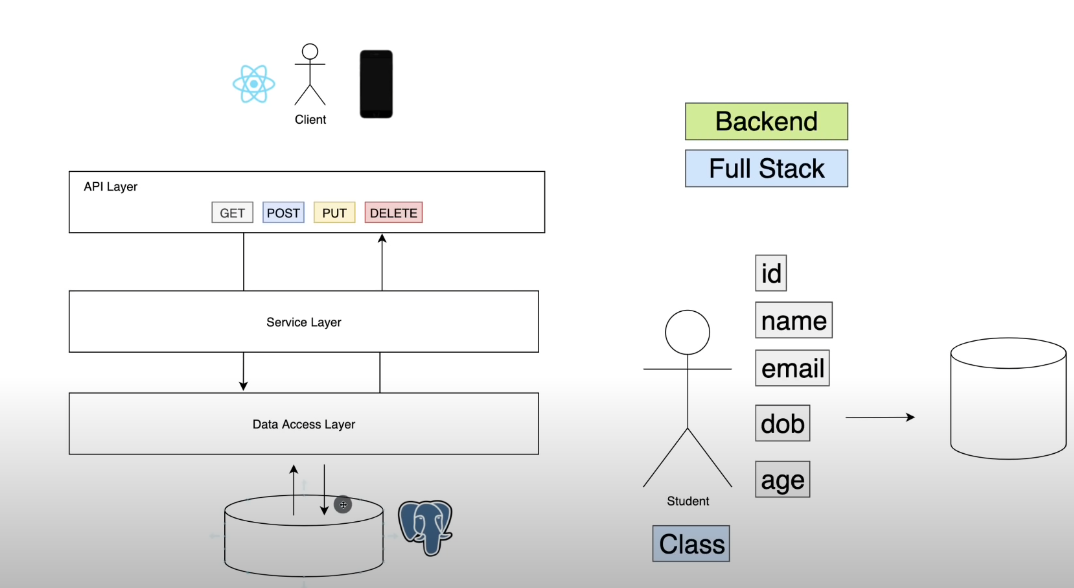 Client
API Layer
GET POST PUT DELETE
Service Layer
Data Access Layer
Backend
Full Stack
id
name
email
dob
age
Student
Class